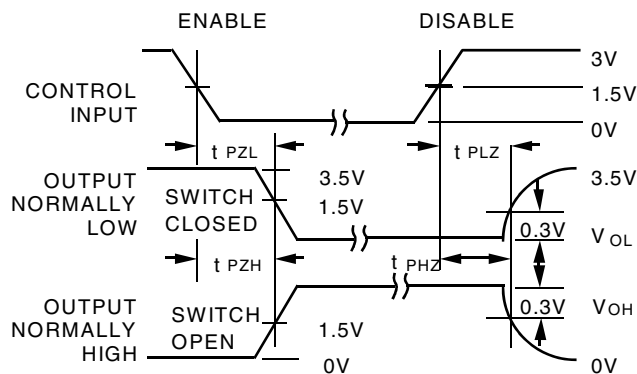 ENABLE DISABLE
CONTROL INPUT
3V
1.5V
0V
t PZL
t PLZ
OUTPUT NORMALLY LOW
SWITCH CLOSED
3.5V
1.5V
3.5V
0.3V
VOL
t PZH
t PHZ
OUTPUT NORMALLY HIGH
SWITCH OPEN
1.5V
0V
0.3V
VOH
0V